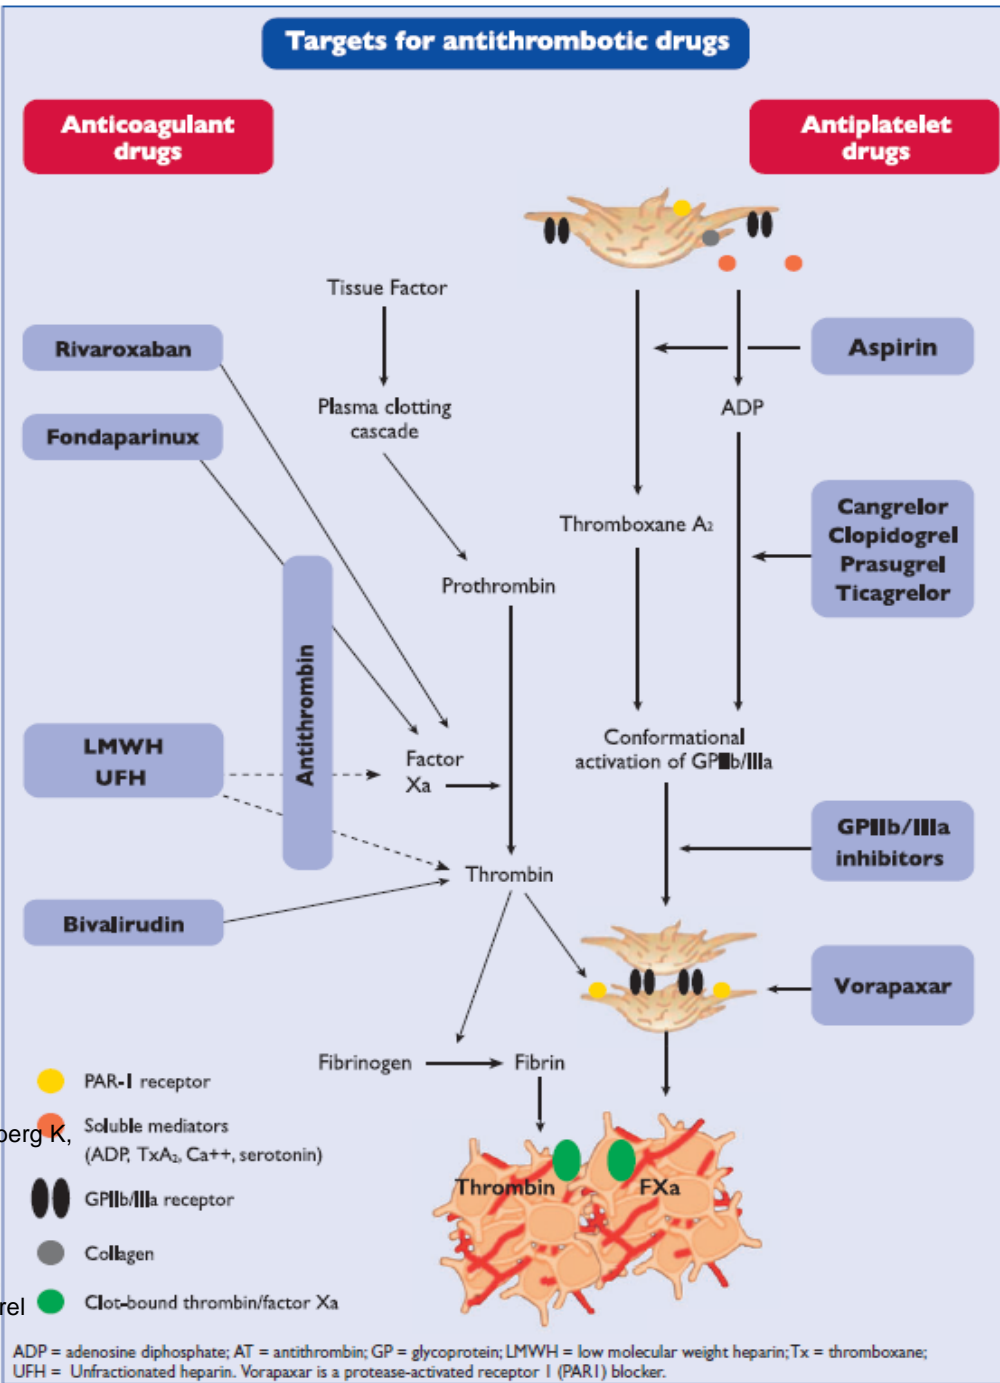 Targets for antithrombotic drugs
Anticoagulant
drugs
Antiplatelet
drugs
Tissue Factor
Rivaroxaban
Aspirin
Plasma clotting
cascade
ADP
Fondaparinux
Cangrelor
Clopidogrel
Prasugrel
Ticagrelor
Thromboxane A₂
Prothrombin
Antithrombin
LMWH
UFH
Factor
Xa
Conformational
activation of GPIIb/IIIa
GPIIb/IIIa
inhibitors
Thrombin
Bivalirudin
Vorapaxar
Fibrinogen
Fibrin
PAR-1 receptor
berg K,
Soluble mediators
(ADP, TxA₂, Ca++, serotonin)
GPIIb/IIIa receptor
Thrombin
FXa
Collagen
rel
Clot-bound thrombin/factor Xa
ADP = adenosine diphosphate; AT = antithrombin; GP = glycoprotein; LMWH = low molecular weight heparin; Tx = thromboxane;
UFH = Unfractionated heparin. Vorapaxar is a protease-activated receptor 1 (PAR1) blocker.